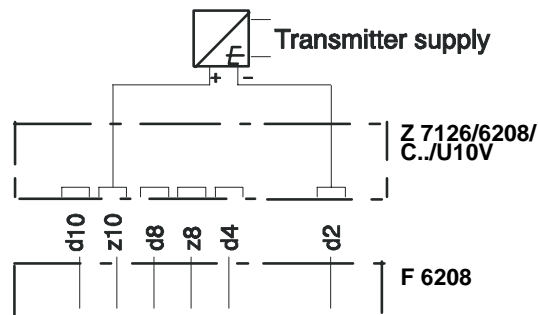 E
Transmitter supply
+ −
Z 7126/6208/
C../U10V
d10 z10 d8 z8 d4 d2
F 6208